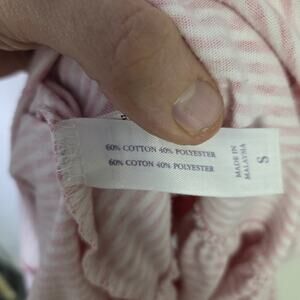 60% COTTON 40% POLYESTER
60% COTON 40% POLYESTER
MADE IN
MALAYSIA
S